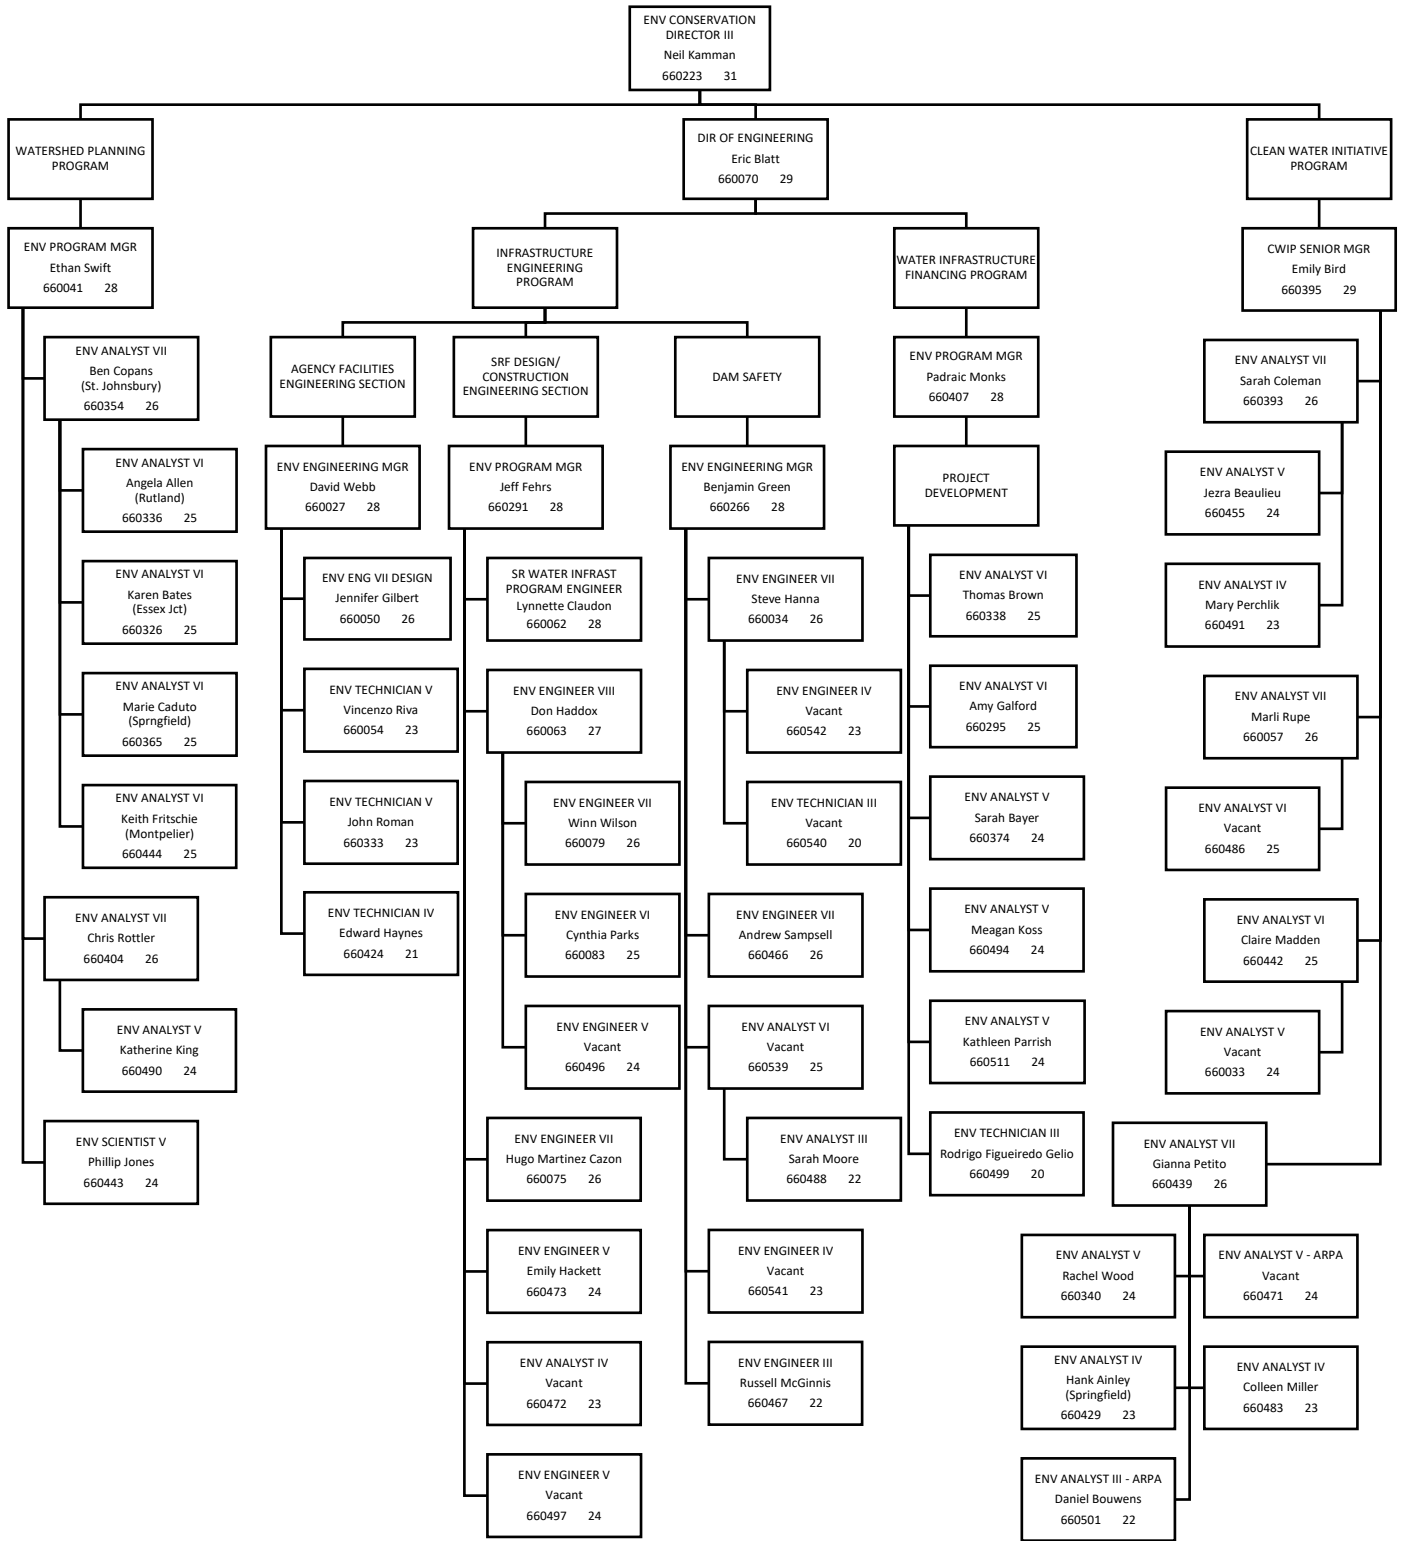 ENV CONSERVATION
DIRECTOR III
Neil Kamman
660223 31
WATERSHED PLANNING
PROGRAM
DIR OF ENGINEERING
Eric Blatt
660070 29
CLEAN WATER INITIATIVE
PROGRAM
ENV PROGRAM MGR
Ethan Swift
660041 28
INFRASTRUCTURE
ENGINEERING
PROGRAM
WATER INFRASTRUCTURE
FINANCING PROGRAM
CWIP SENIOR MGR
Emily Bird
660395 29
ENV ANALYST VII
Ben Copans
(St. Johnsbury)
660354 26
ENV ANALYST VI
Angela Allen
(Rutland)
660336 25
ENV ANALYST VI
Karen Bates
(Essex Jct)
660326 25
ENV ANALYST VI
Marie Caduto
(Sprngfield)
660365 25
ENV ANALYST VI
Keith Fritschie
(Montpelier)
660444 25
ENV ANALYST VII
Chris Rottler
660404 26
ENV ANALYST V
Katherine King
660490 24
ENV SCIENTIST V
Phillip Jones
660443 24
AGENCY FACILITIES
ENGINEERING SECTION
ENV ENGINEERING MGR
David Webb
660027 28
ENV ENG VII DESIGN
Jennifer Gilbert
660050 26
ENV TECHNICIAN V
Vincenzo Riva
660054 23
ENV TECHNICIAN V
John Roman
660333 23
ENV TECHNICIAN IV
Edward Haynes
660424 21
SRF DESIGN/
CONSTRUCTION
ENGINEERING SECTION
ENV PROGRAM MGR
Jeff Fehrs
660291 28
SR WATER INFRAST
PROGRAM ENGINEER
Lynnette Claudon
660062 28
ENV ENGINEER VIII
Don Haddox
660063 27
ENV ENGINEER VII
Winn Wilson
660079 26
ENV ENGINEER VI
Cynthia Parks
660083 25
ENV ENGINEER V
Vacant
660496 24
ENV ENGINEER VII
Hugo Martinez Cazon
660075 26
ENV ENGINEER V
Emily Hackett
660473 24
ENV ANALYST IV
Vacant
660472 23
ENV ENGINEER V
Vacant
660497 24
DAM SAFETY
ENV ENGINEERING MGR
Benjamin Green
660266 28
ENV ENGINEER VII
Steve Hanna
660034 26
ENV ENGINEER IV
Vacant
660542 23
ENV TECHNICIAN III
Vacant
660540 20
ENV ENGINEER VII
Andrew Sampsell
660466 26
ENV ANALYST VI
Vacant
660539 25
ENV ANALYST III
Sarah Moore
660488 22
ENV ENGINEER IV
Vacant
660541 23
ENV ENGINEER III
Russell McGinnis
660467 22
ENV PROGRAM MGR
Padraic Monks
660407 28
PROJECT
DEVELOPMENT
ENV ANALYST VI
Thomas Brown
660338 25
ENV ANALYST VI
Amy Galford
660295 25
ENV ANALYST V
Sarah Bayer
660374 24
ENV ANALYST V
Meagan Koss
660494 24
ENV ANALYST V
Kathleen Parrish
660511 24
ENV TECHNICIAN III
Rodrigo Figueiredo Gelio
660499 20
ENV ANALYST VII
Sarah Coleman
660393 26
ENV ANALYST V
Jezra Beaulieu
660455 24
ENV ANALYST IV
Mary Perchlik
660491 23
ENV ANALYST VII
Marli Rupe
660057 26
ENV ANALYST VI
Vacant
660486 25
ENV ANALYST VI
Claire Madden
660442 25
ENV ANALYST V
Vacant
660033 24
ENV ANALYST VII
Gianna Petito
660439 26
ENV ANALYST V
Rachel Wood
660340 24
ENV ANALYST V - ARPA
Vacant
660471 24
ENV ANALYST IV
Hank Ainley
(Springfield)
660429 23
ENV ANALYST IV
Colleen Miller
660483 23
ENV ANALYST III - ARPA
Daniel Bouwens
660501 22